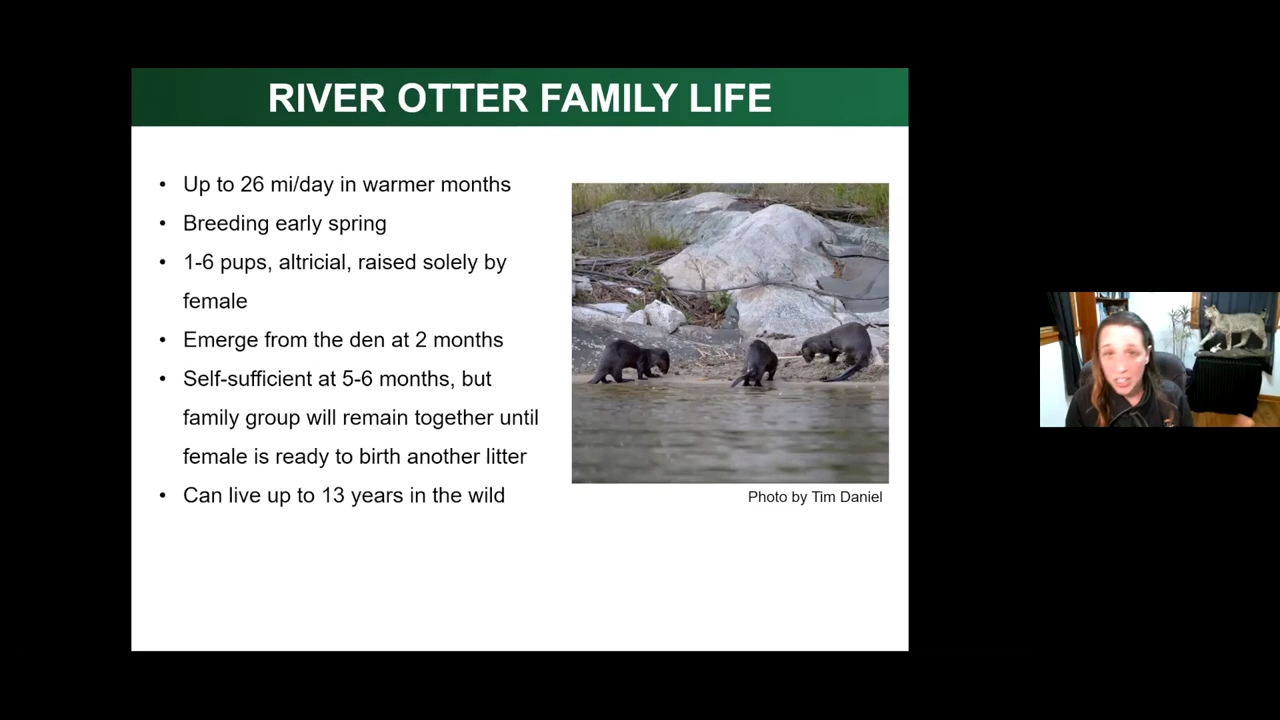 RIVER OTTER FAMILY LIFE
• Up to 26 mi/day in warmer months
• Breeding early spring
• 1-6 pups, altricial, raised solely by
female
• Emerge from the den at 2 months
• Self-sufficient at 5-6 months, but
family group will remain together until
female is ready to birth another litter
• Can live up to 13 years in the wild
Photo by Tim Daniel